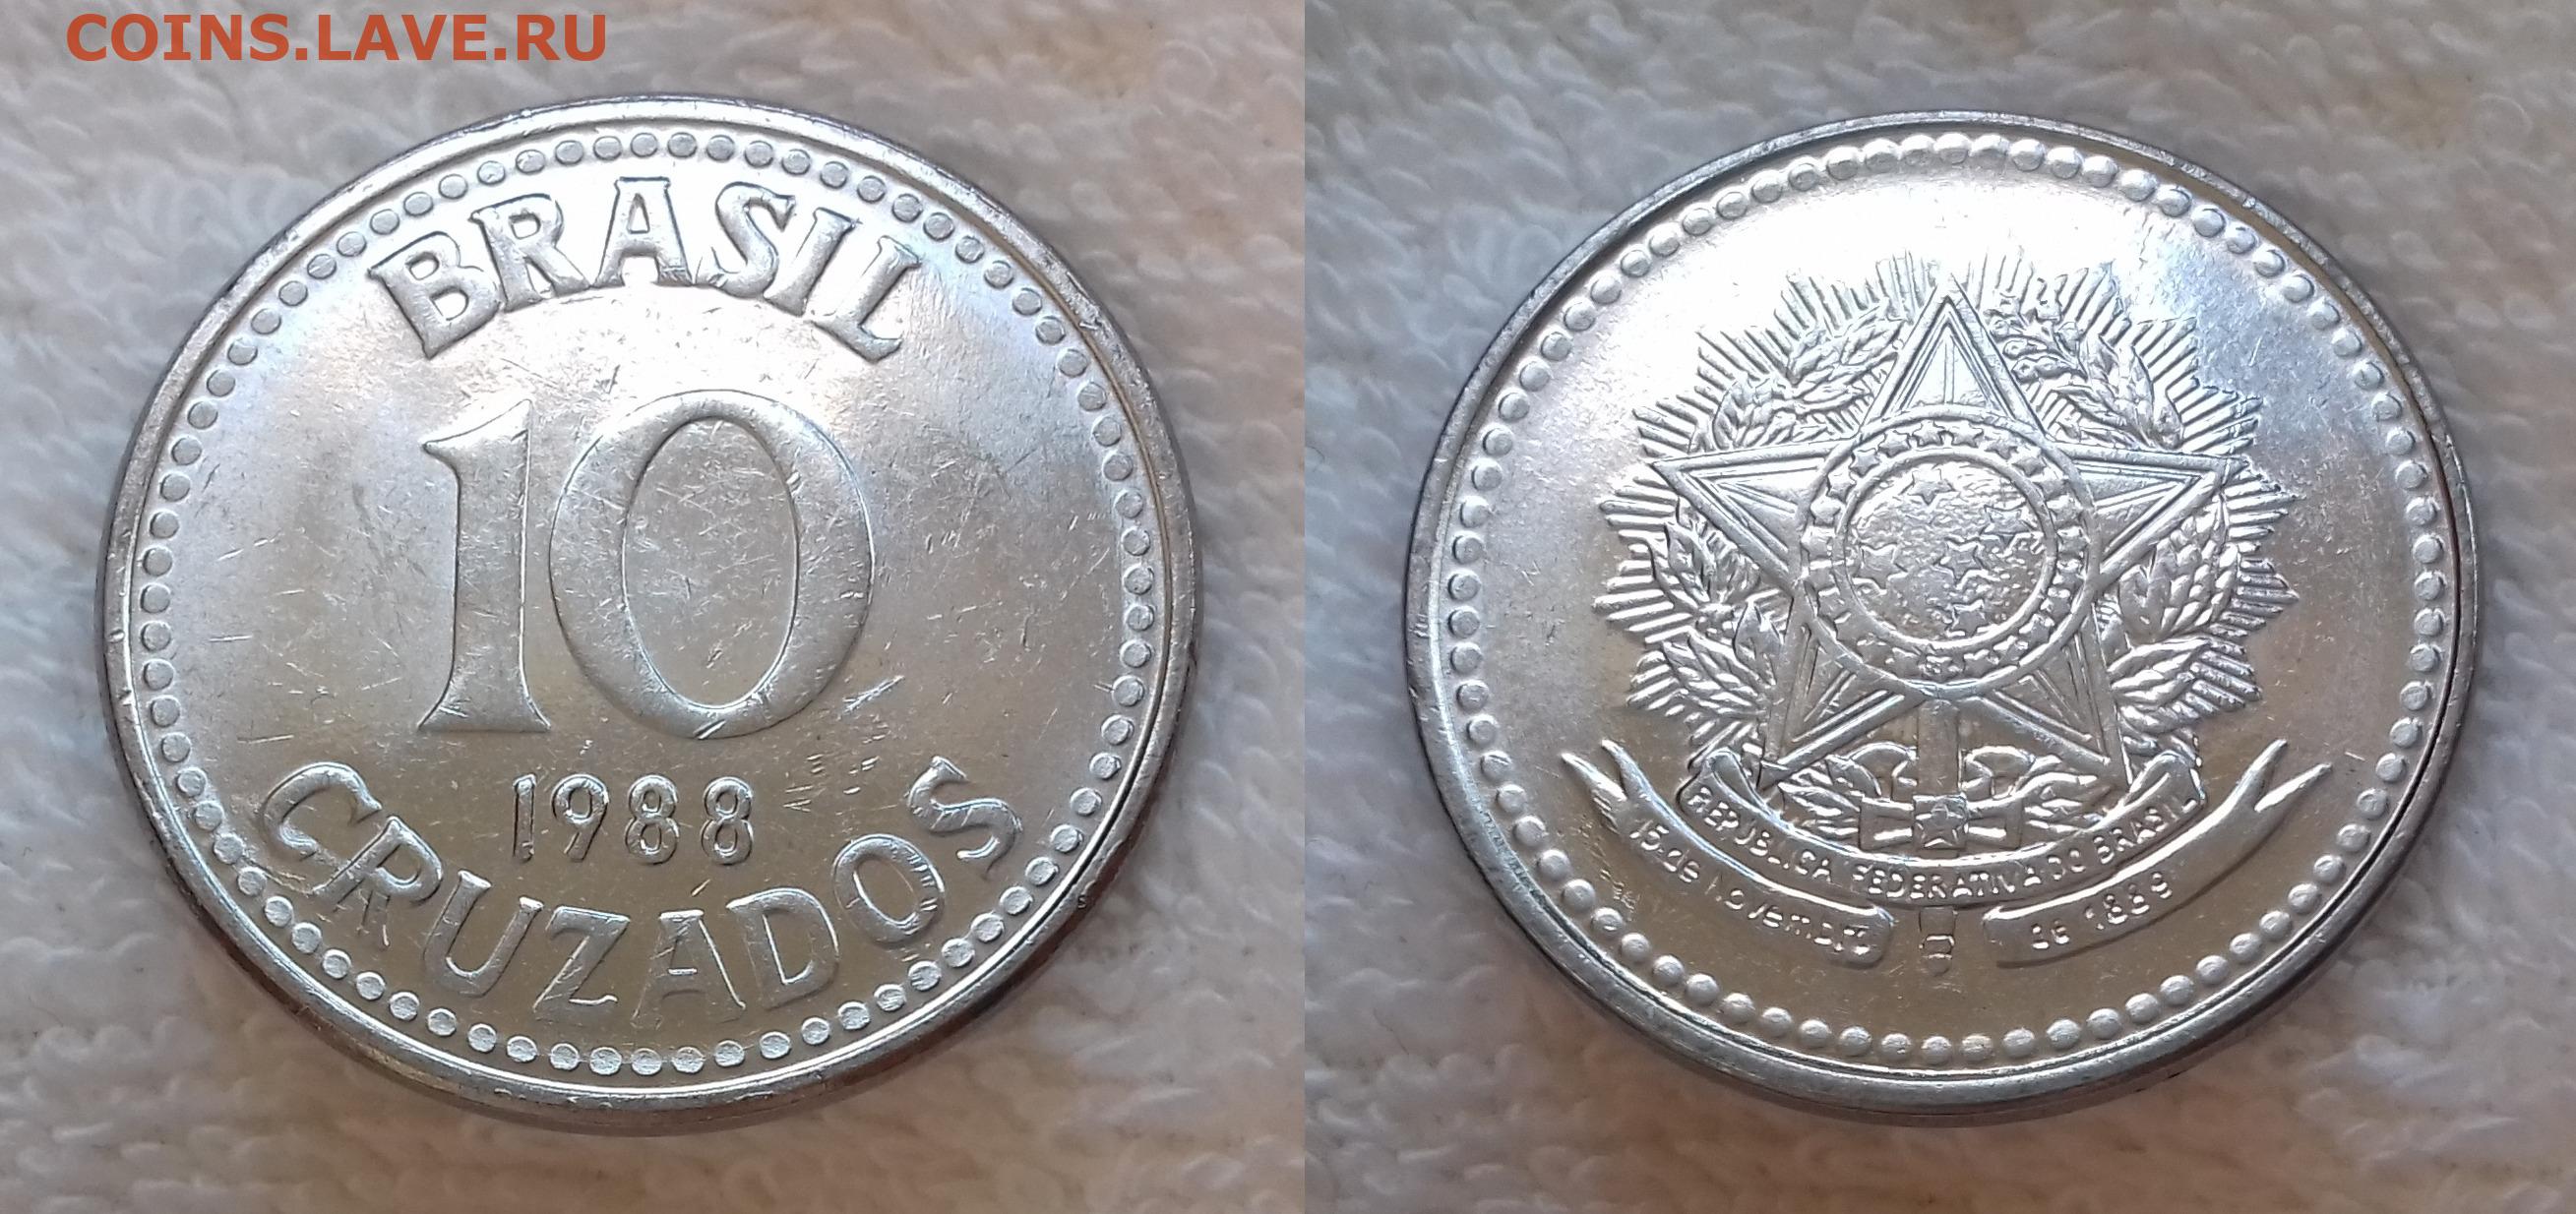 COINS.LAVE.RU
BRASIL
10
1988
CRUZADOS
REPUBLICA FEDERATIVA DO BRASIL
15 de Novembro de 1889